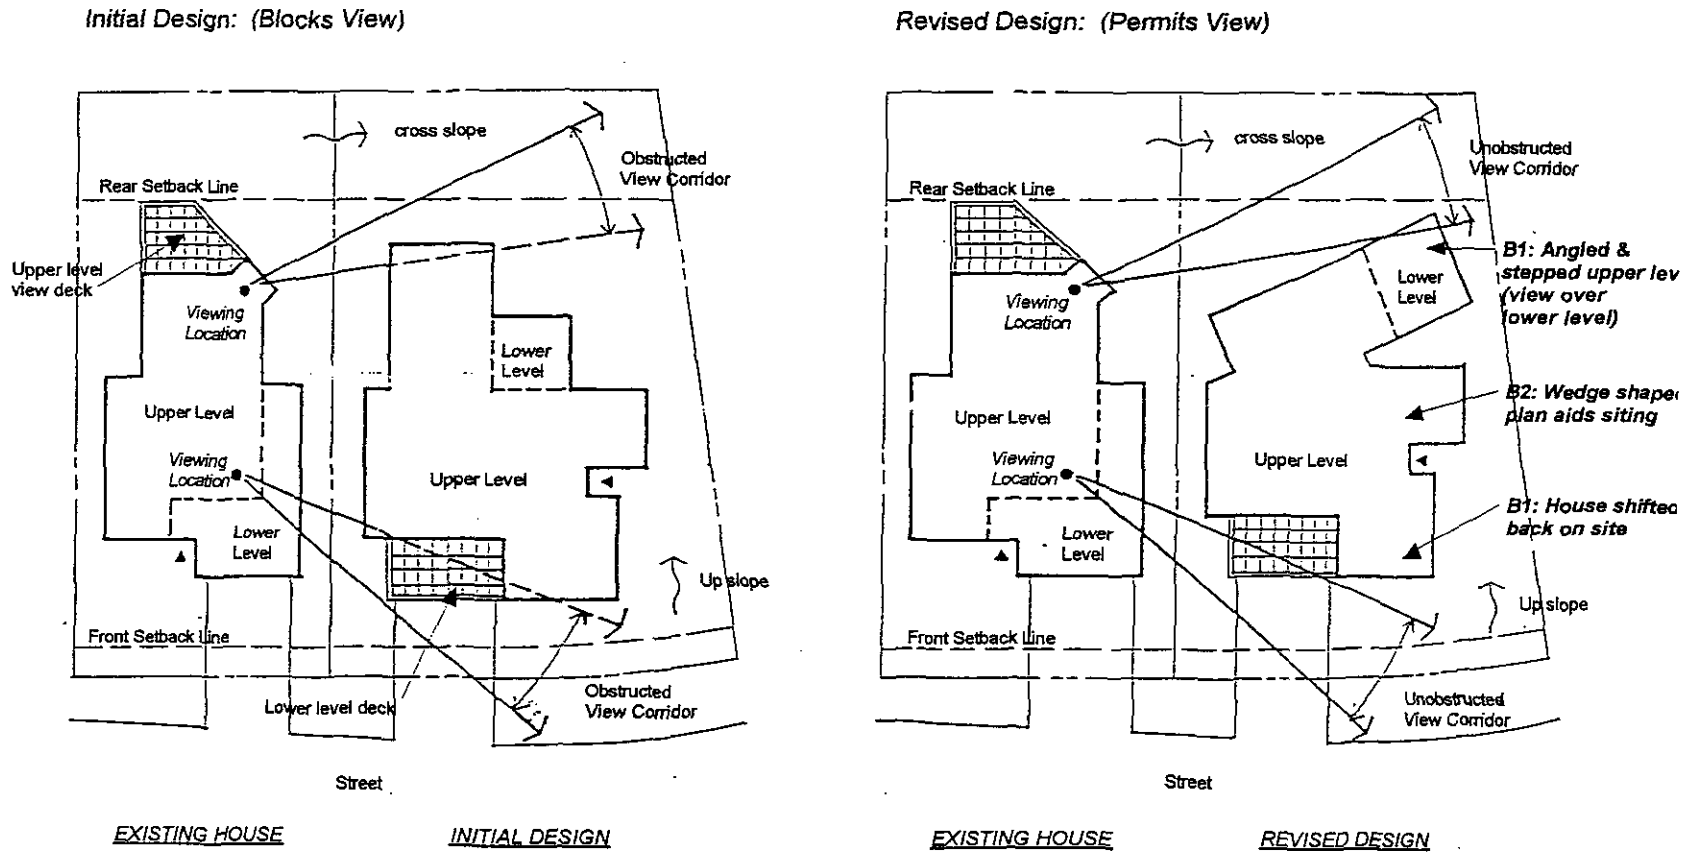 Initial Design: (Blocks View)
cross slope
Obstructed
View Corridor
Rear Setback Line
Upper level
view deck
Viewing
Location
Lower
Level
Upper Level
Viewing
Location
Upper Level
Lower
Level
Up slope
Front Setback Line
Lower level deck
Obstructed
View Corridor
Street
EXISTING HOUSE
INITIAL DESIGN
Revised Design: (Permits View)
cross slope
Unobstructed
View Corridor
Rear Setback Line
Viewing
Location
Lower
Level
B1: Angled &
stepped upper lev
(view over
lower level)
Upper Level
B2: Wedge shaped
plan aids siting
Viewing
Location
Upper Level
Lower
Level
B1: House shifted
back on site
Up slope
Front Setback Line
Unobstructed
View Corridor
Street
EXISTING HOUSE
REVISED DESIGN